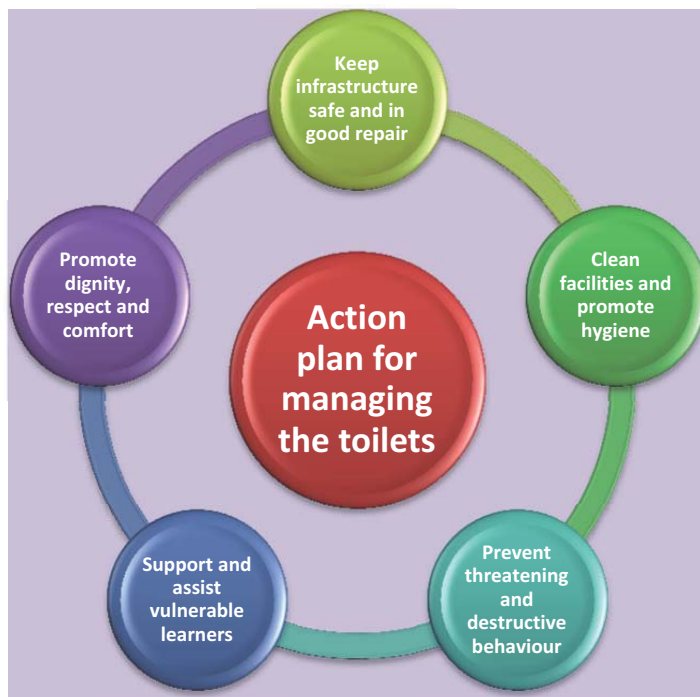 Keep
infrastructure
safe and in
good repair
Promote
dignity,
respect and
comfort
Clean
facilities and
promote
hygiene
Action
plan for
managing
the toilets
Support and
assist
vulnerable
learners
Prevent
threatening
and
destructive
behaviour